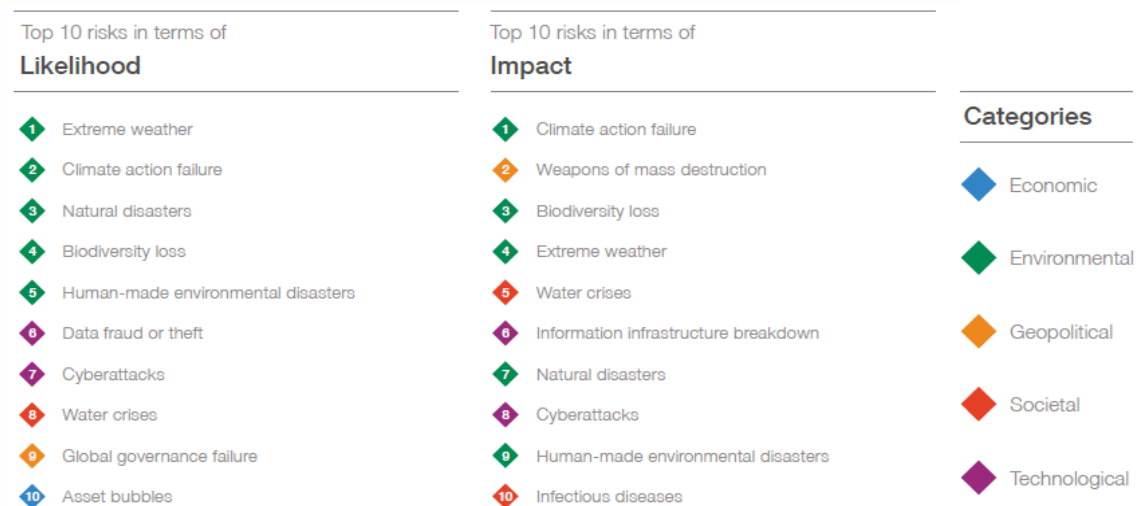 Top 10 risks in terms of
Likelihood
1 Extreme weather
2 Climate action failure
3 Natural disasters
4 Biodiversity loss
5 Human-made environmental disasters
6 Data fraud or theft
7 Cyberattacks
8 Water crises
9 Global governance failure
10 Asset bubbles
Top 10 risks in terms of
Impact
1 Climate action failure
2 Weapons of mass destruction
3 Biodiversity loss
4 Extreme weather
5 Water crises
6 Information infrastructure breakdown
7 Natural disasters
8 Cyberattacks
9 Human-made environmental disasters
10 Infectious diseases
Categories
Economic
Environmental
Geopolitical
Societal
Technological